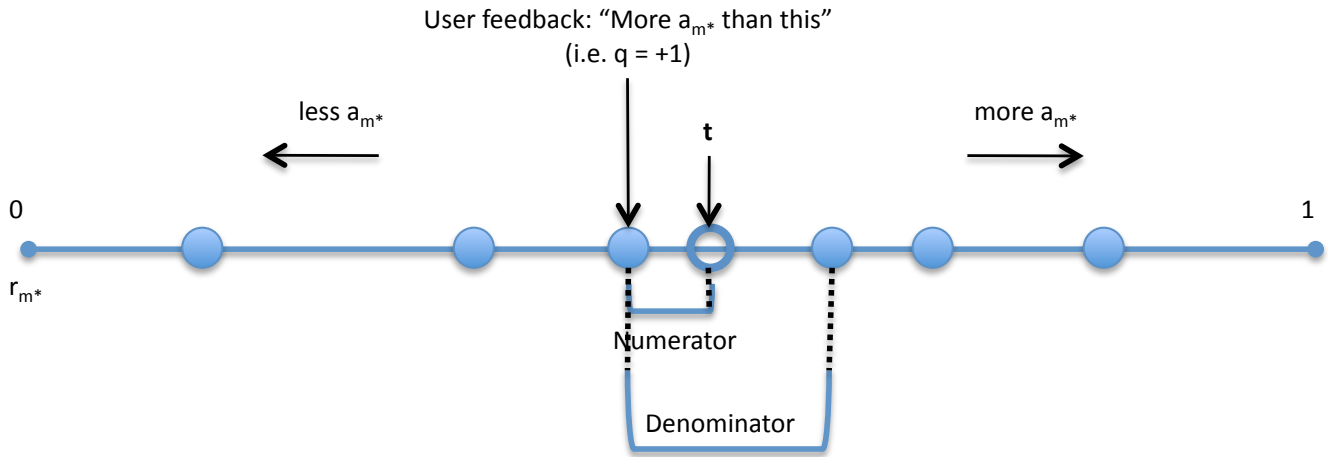 User feedback: “More aₘ* than this”
(i.e. q = +1)
less aₘ*
t
more aₘ*
0
1
rₘ*
Numerator
Denominator